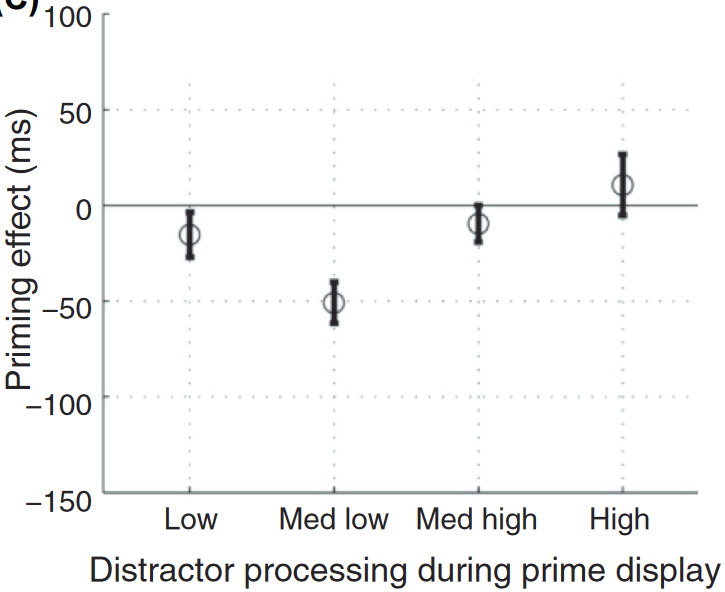 (C)
100
50
0
−50
−100
−150
Priming effect (ms)
Low Med low Med high High
Distractor processing during prime display